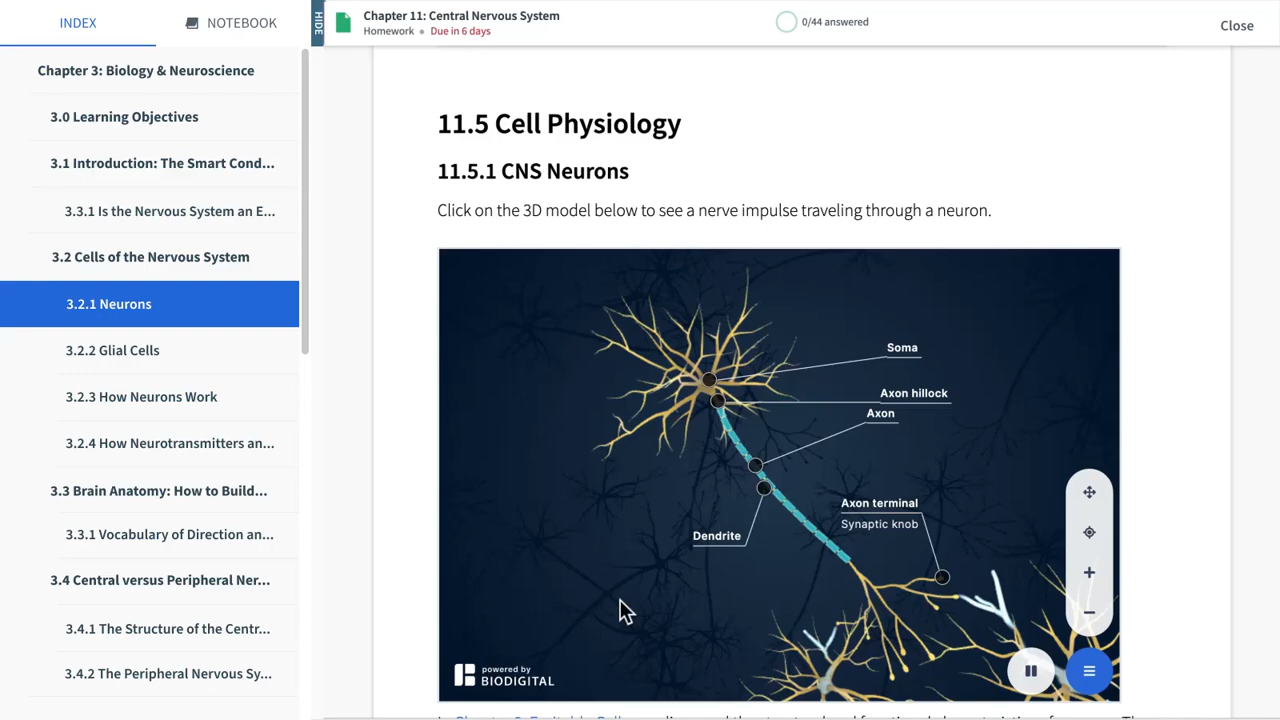 INDEX
NOTEBOOK
HIDE
Chapter 11: Central Nervous System
Homework • Due in 6 days
0/44 answered
Close
Chapter 3: Biology & Neuroscience
3.0 Learning Objectives
3.1 Introduction: The Smart Cond...
3.3.1 Is the Nervous System an E...
3.2 Cells of the Nervous System
3.2.1 Neurons
3.2.2 Glial Cells
3.2.3 How Neurons Work
3.2.4 How Neurotransmitters an...
3.3 Brain Anatomy: How to Build...
3.3.1 Vocabulary of Direction an...
3.4 Central versus Peripheral Ner...
3.4.1 The Structure of the Centr...
3.4.2 The Peripheral Nervous Sy...
11.5 Cell Physiology
11.5.1 CNS Neurons
Click on the 3D model below to see a nerve impulse traveling through a neuron.
Soma
Axon hillock
Axon
Axon terminal
Synaptic knob
Dendrite
powered by
BIODIGITAL